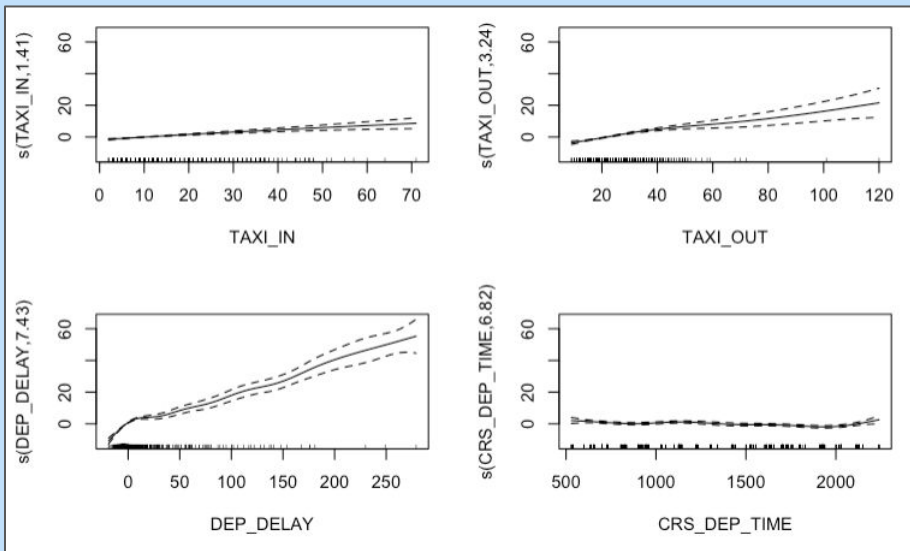 s(TAXI_IN,1.41)
60
20
0
0 10 20 30 40 50 60 70
TAXI_IN
s(TAXI_OUT,3.24)
60
20
0
20 40 60 80 100 120
TAXI_OUT
s(DEP_DELAY,7.43)
60
20
0
0 50 100 150 200 250
DEP_DELAY
s(CRS_DEP_TIME,6.82)
60
20
0
500 1000 1500 2000
CRS_DEP_TIME